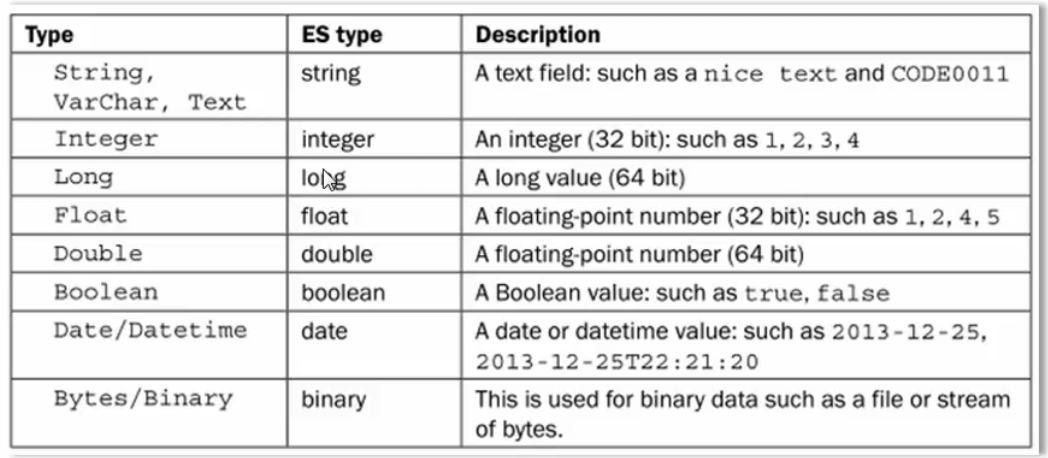 Type ES type Description
String, string A text field: such as a nice text and CODE0011
VarChar, Text
Integer integer An integer (32 bit): such as 1, 2, 3, 4
Long long A long value (64 bit)
Float float A floating-point number (32 bit): such as 1, 2, 4, 5
Double double A floating-point number (64 bit)
Boolean boolean A Boolean value: such as true, false
Date/Datetime date A date or datetime value: such as 2013-12-25,
2013-12-25T22:21:20
Bytes/Binary binary This is used for binary data such as a file or stream
of bytes.